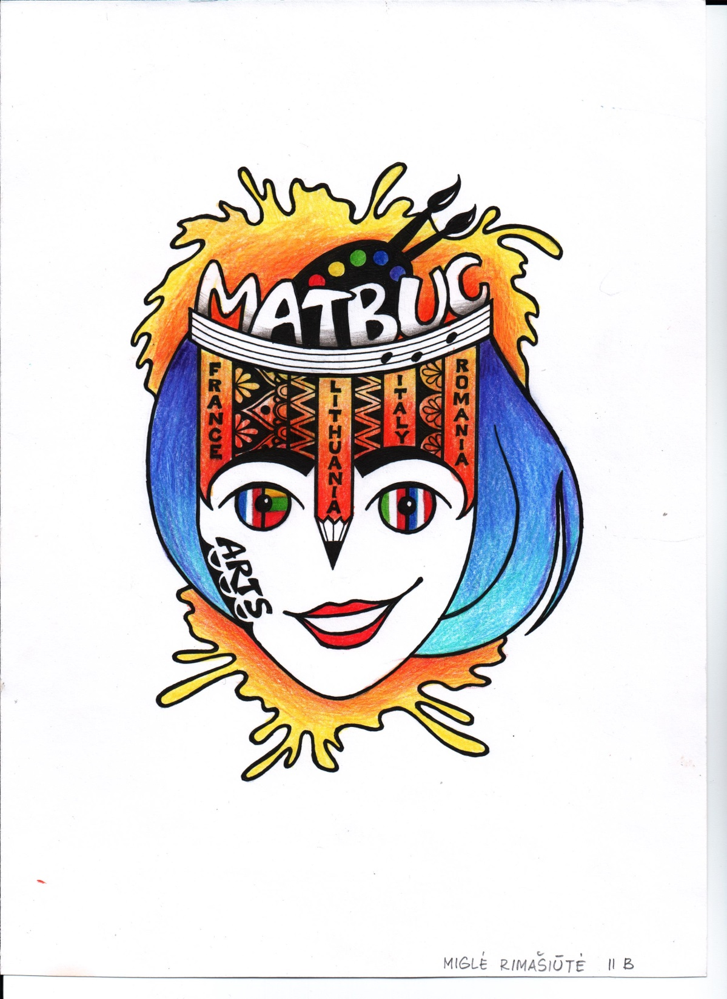 MATBUC
FRANCE
LITHUANIA
ITALY
ROMANIA
ARTS
MIGLĖ RIMAŠIŪTĖ II B